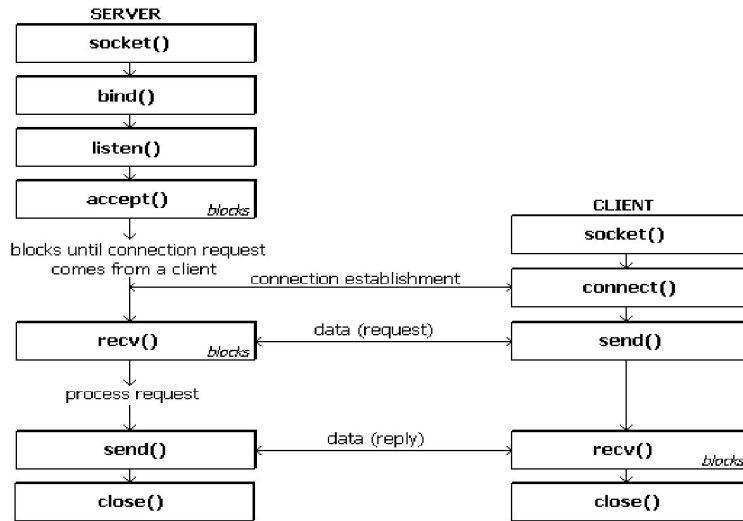 SERVER
socket()
bind()
listen()
accept()
blocks
blocks until connection request
comes from a client
CLIENT
socket()
connection establishment
connect()
recv()
blocks
data (request)
send()
process request
send()
data (reply)
recv()
blocks
close()
close()